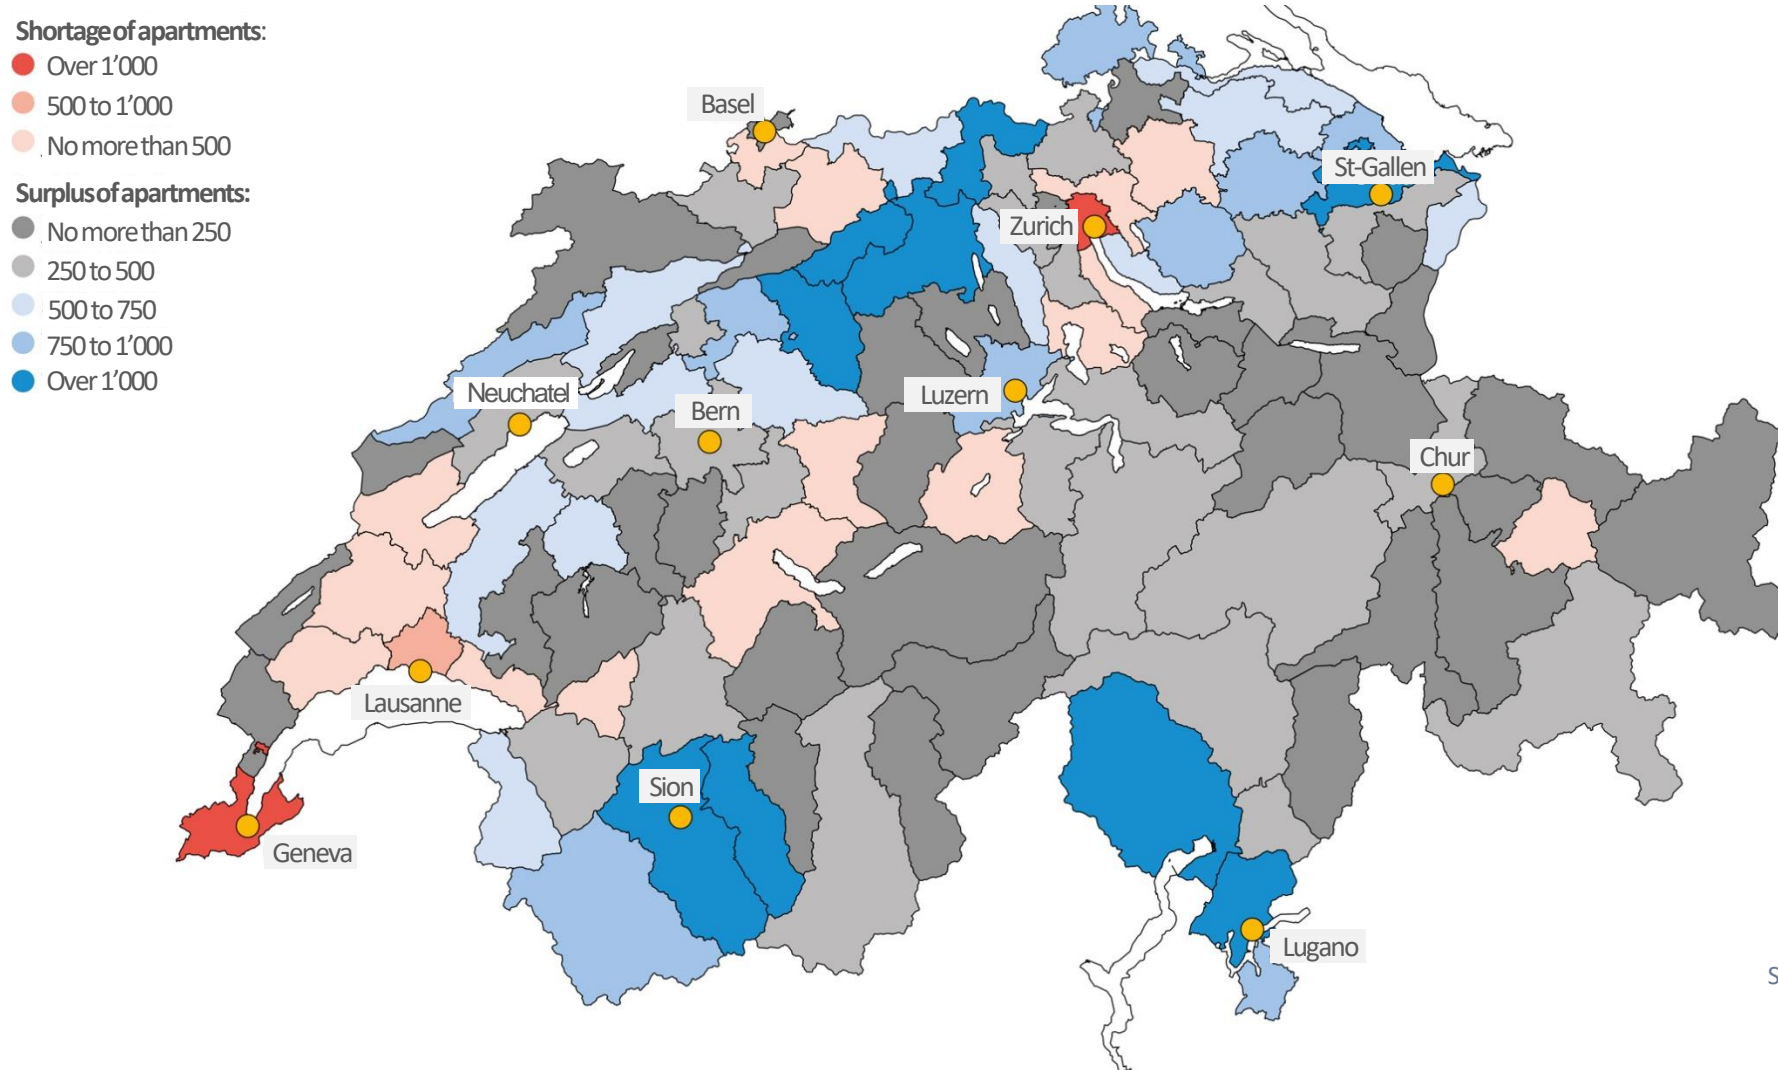 Shortage of apartments:
Over 1’000
500 to 1’000
No more than 500
Surplus of apartments:
No more than 250
250 to 500
500 to 750
750 to 1’000
Over 1’000
Basel
St-Gallen
Zurich
Neuchatel
Luzern
Bern
Chur
Lausanne
Sion
Geneva
Lugano
S